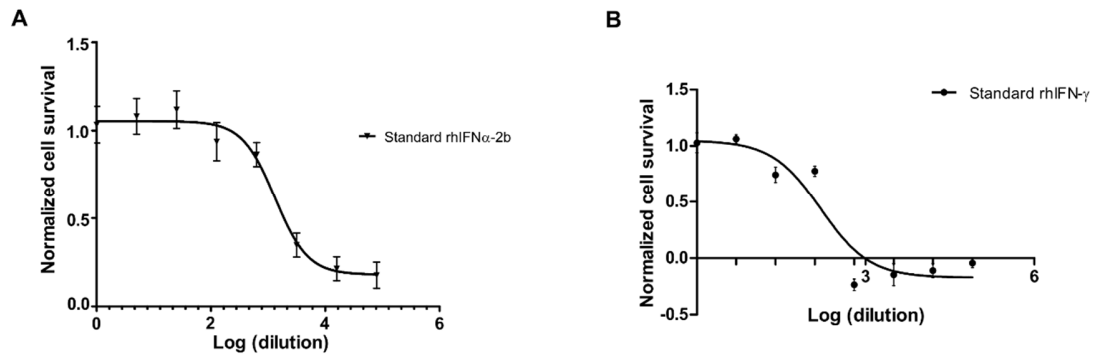 A
1.5
1.0
0.5
0.0
Normalized cell survival
0
2
4
6
Log (dilution)
Standard rhIFNα-2b
B
1.5
1.0
0.5
0.0
-0.5
Normalized cell survival
3
6
Log (dilution)
Standard rhIFN-γ